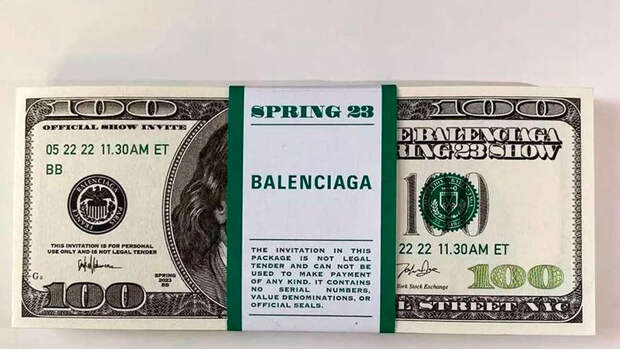 100
OFFICIAL SHOW INVITE
05 22 22 11.30AM ET
BB
THIS INVITATION IS FOR PERSONAL
USE ONLY AND IS NOT LEGAL TENDER
SPRING
2023
BB
100
SPRING 23
BALENCIAGA
THE INVITATION IN THIS
PACKAGE IS NOT LEGAL
TENDER AND CAN NOT BE
USED TO MAKE PAYMENT
OF ANY KIND. IT CONTAINS
NO SERIAL NUMBERS,
VALUE DENOMINATIONS, OR
OFFICIAL SEALS.
100
BALENCIAGA
RING 23 SHOW
100
22 22 11.30AM ET
John Doe
York Stock Exchange
100
STREET NYC